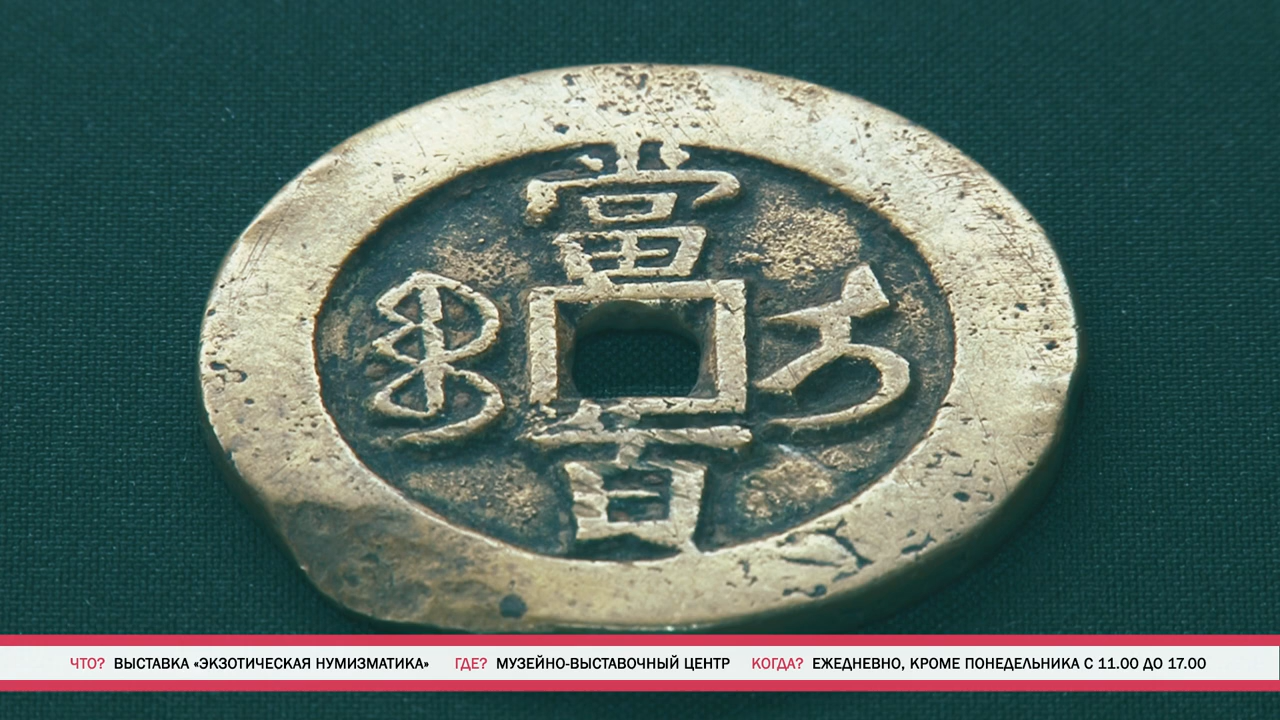 當
百
ЧТО? ВЫСТАВКА «ЭКЗОТИЧЕСКАЯ НУМИЗМАТИКА» ГДЕ? МУЗЕЙНО-ВЫСТАВОЧНЫЙ ЦЕНТР КОГДА? ЕЖЕДНЕВНО, КРОМЕ ПОНЕДЕЛЬНИКА С 11.00 ДО 17.00